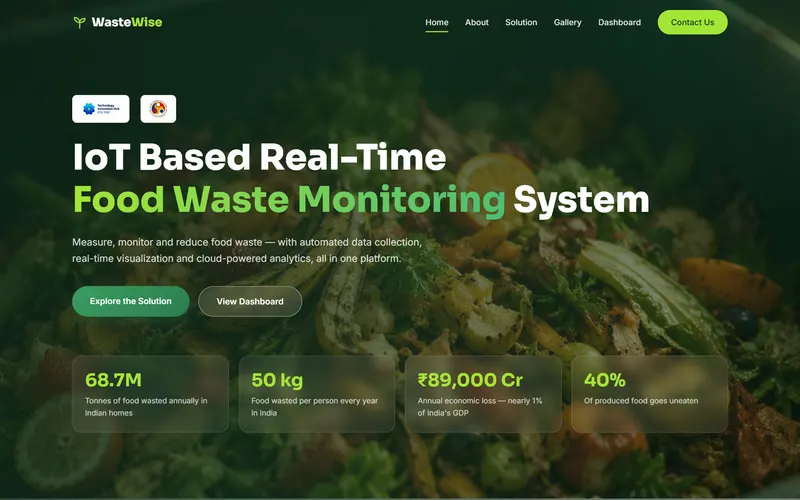 WasteWise
Home
About
Solution
Gallery
Dashboard
Contact Us
Technology
Innovation Hub
IoT Based Real-Time
Food Waste Monitoring System
Measure, monitor and reduce food waste — with automated data collection,
real-time visualization and cloud-powered analytics, all in one platform.
Explore the Solution
View Dashboard
68.7M
Tonnes of food wasted annually in
Indian homes
50 kg
Food wasted per person every year
in India
₹89,000 Cr
Annual economic loss — nearly 1%
of India's GDP
40%
Of produced food goes uneaten